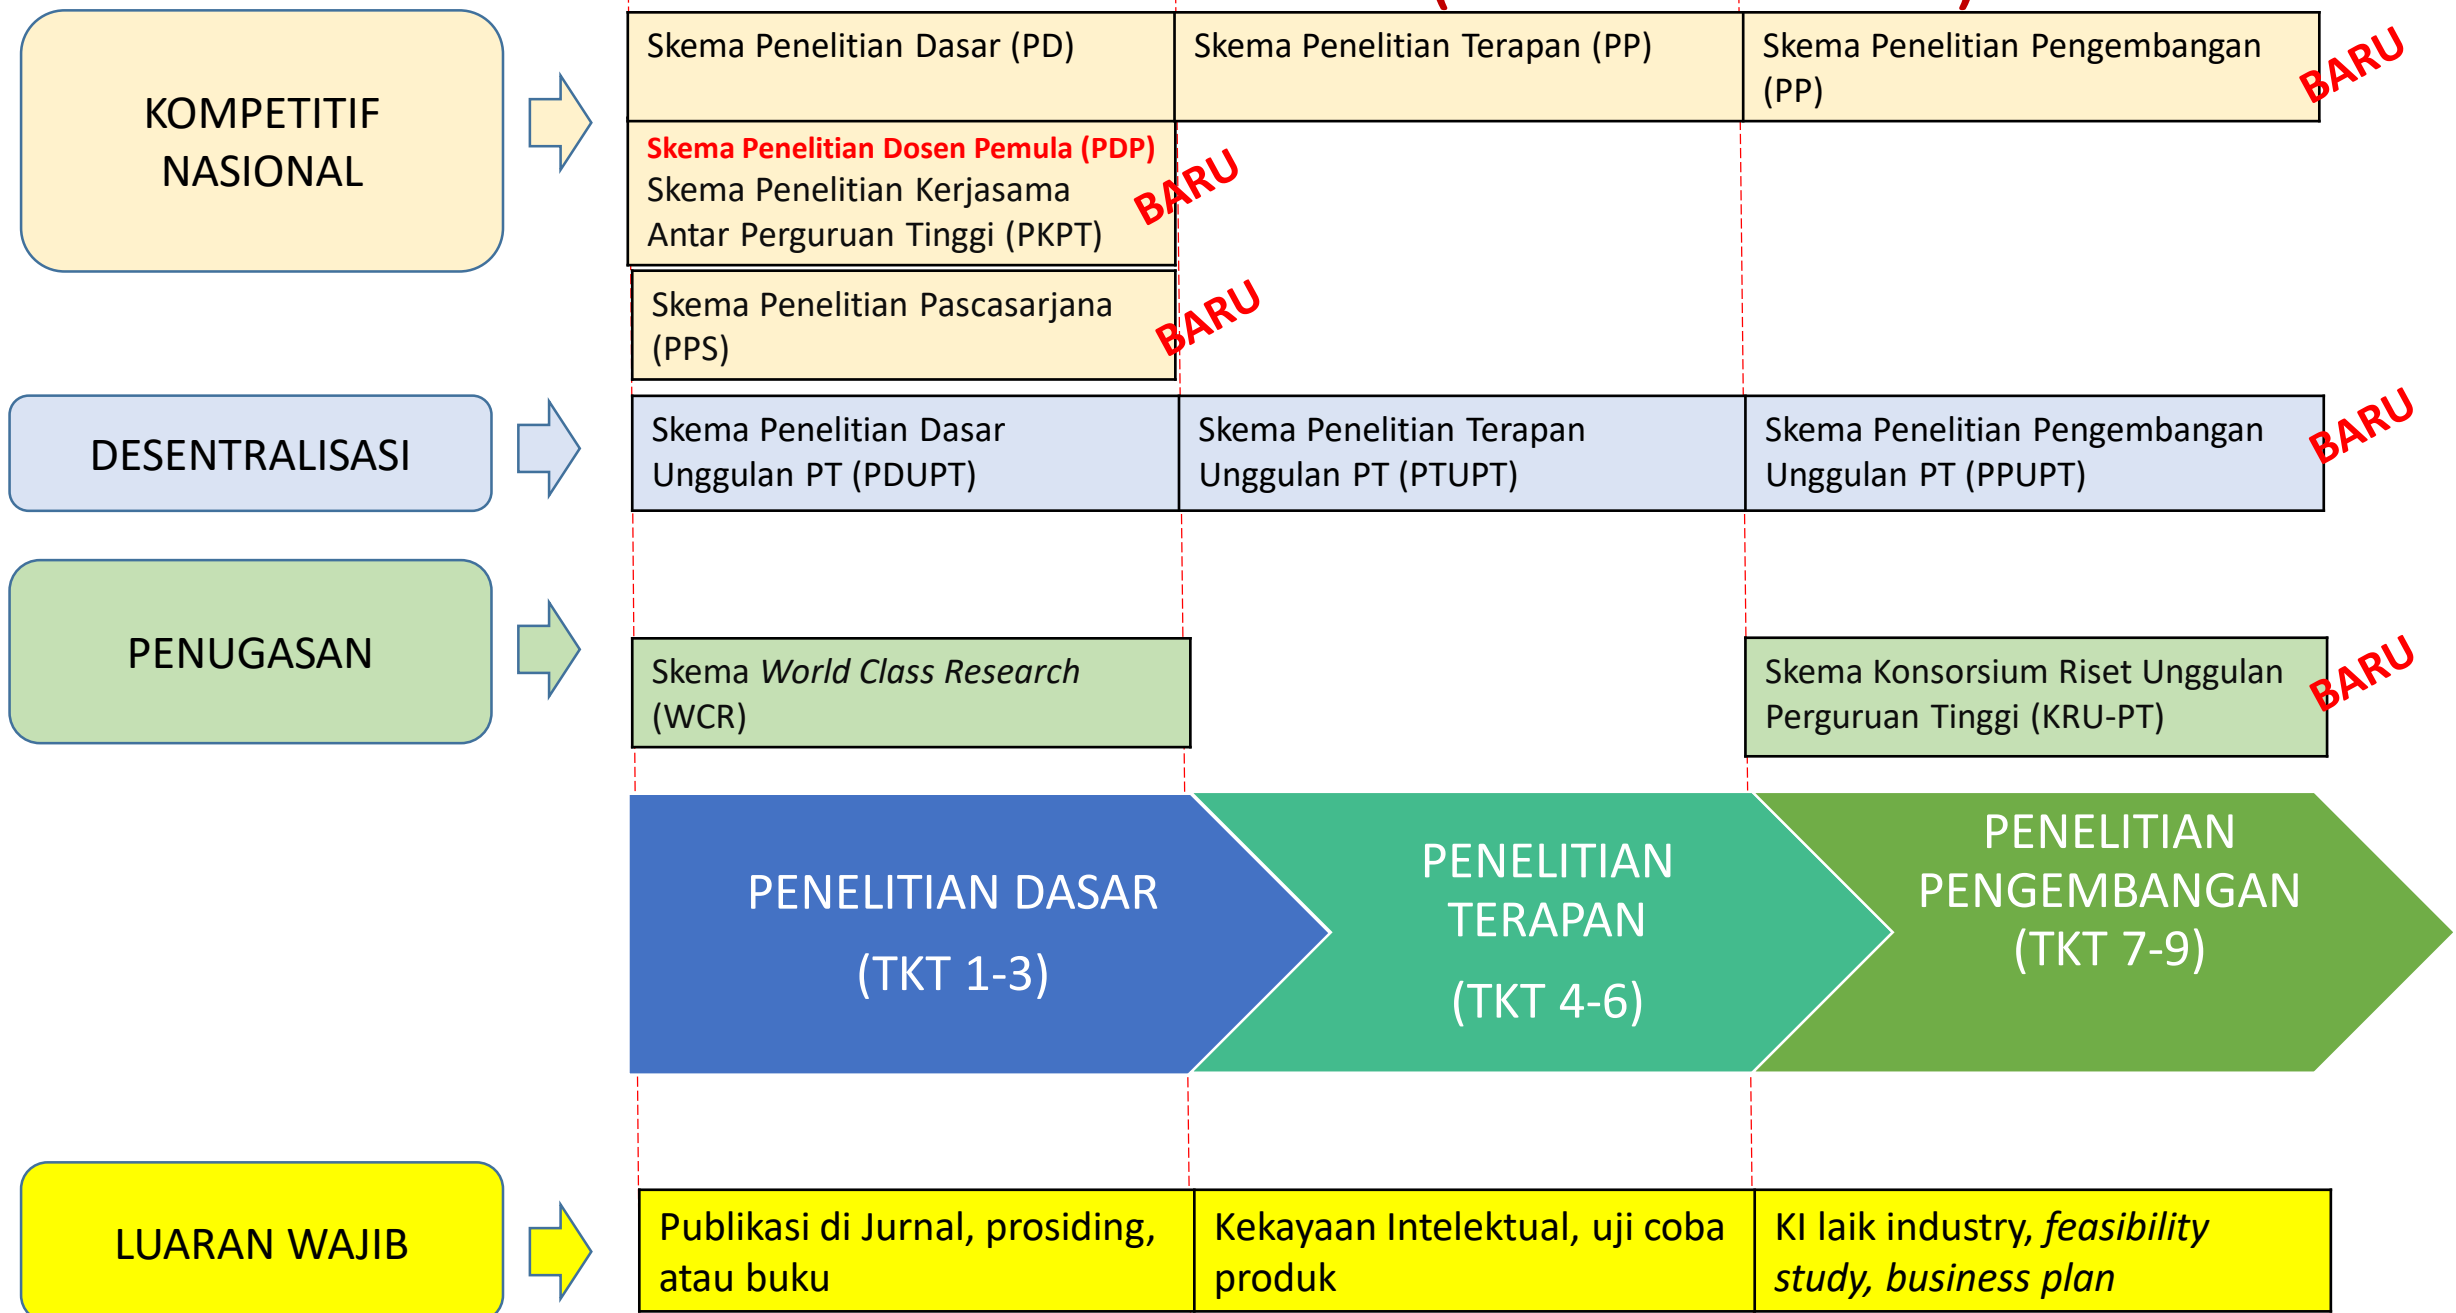 KOMPETITIF
NASIONAL
Skema Penelitian Dasar (PD)
Skema Penelitian Terapan (PP)
Skema Penelitian Pengembangan
(PP)
BARU
Skema Penelitian Dosen Pemula (PDP)
Skema Penelitian Kerjasama
Antar Perguruan Tinggi (PKPT)
BARU
Skema Penelitian Pascasarjana
(PPS)
BARU
DESENTRALISASI
Skema Penelitian Dasar
Unggulan PT (PDUPT)
Skema Penelitian Terapan
Unggulan PT (PTUPT)
Skema Penelitian Pengembangan
Unggulan PT (PPUPT)
BARU
PENUGASAN
Skema World Class Research
(WCR)
Skema Konsorsium Riset Unggulan
Perguruan Tinggi (KRU-PT)
BARU
PENELITIAN DASAR
(TKT 1-3)
PENELITIAN
TERAPAN
(TKT 4-6)
PENELITIAN
PENGEMBANGAN
(TKT 7-9)
LUARAN WAJIB
Publikasi di Jurnal, prosiding,
atau buku
Kekayaan Intelektual, uji coba
produk
KI laik industry, feasibility
study, business plan